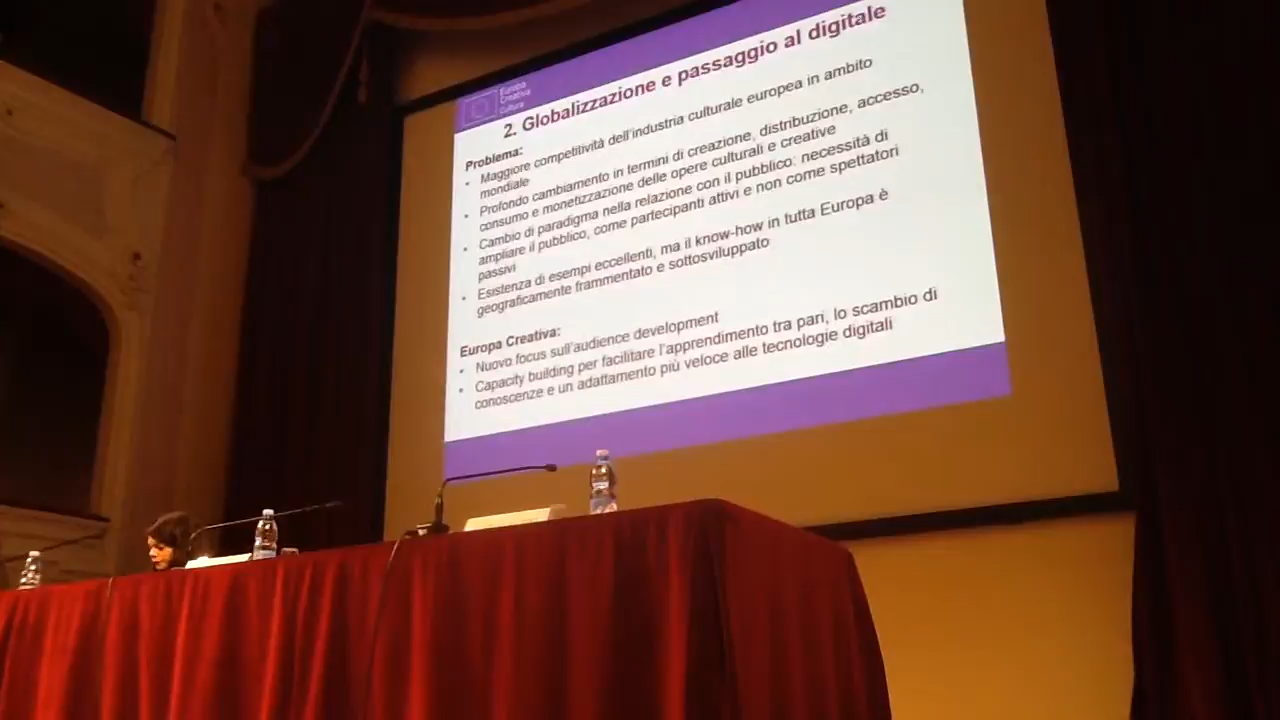 Europa
Creativa
Cultura
2. Globalizzazione e passaggio al digitale
Problema:
• Maggiore competitività dell'industria culturale europea in ambito
mondiale
• Profondo cambiamento in termini di creazione, distribuzione, accesso,
consumo e monetizzazione delle opere culturali e creative
• Cambio di paradigma nella relazione con il pubblico: necessità di
ampliare il pubblico, come partecipanti attivi e non come spettatori
passivi
• Esistenza di esempi eccellenti, ma il know-how in tutta Europa è
geograficamente frammentato e sottosviluppato
Europa Creativa:
• Nuovo focus sull'audience development
• Capacity building per facilitare l'apprendimento tra pari, lo scambio di
conoscenze e un adattamento più veloce alle tecnologie digitali